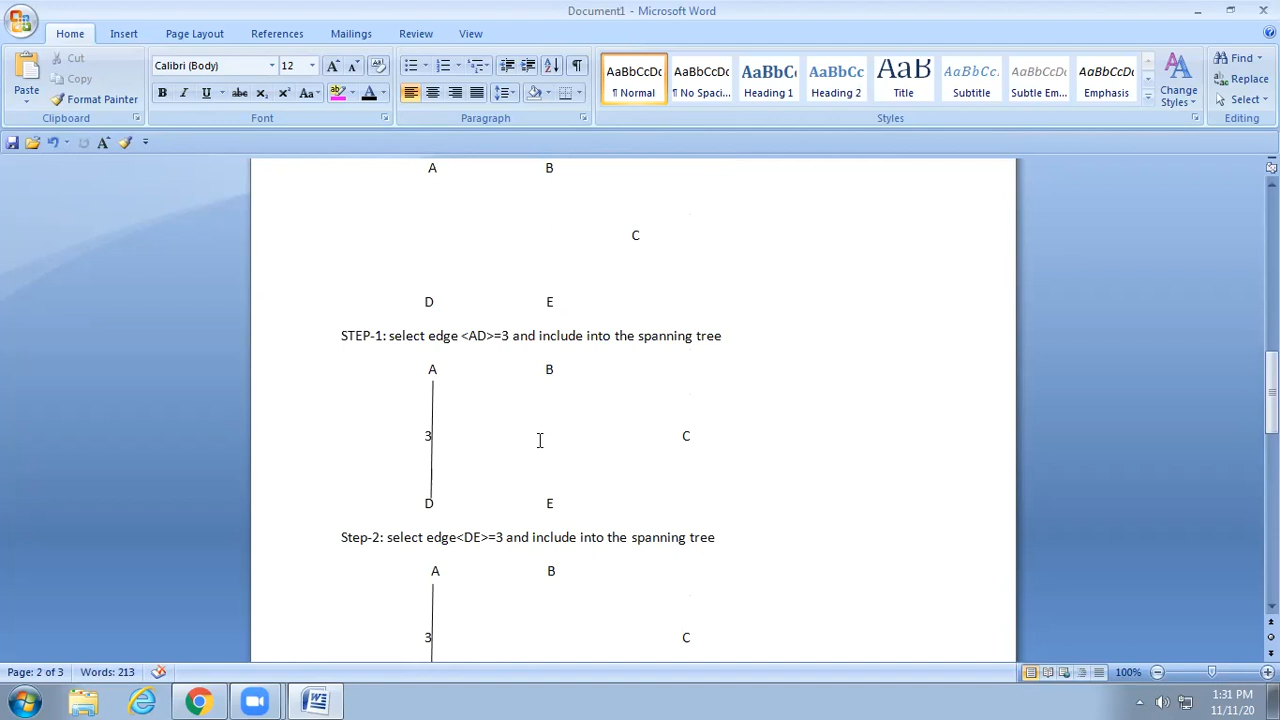 Document1 - Microsoft Word
Home Insert Page Layout References Mailings Review View
Paste
Cut
Copy
Format Painter
Clipboard
Calibri (Body) 12
B I U abc X₂ X² Aa
Font
Paragraph
AaBbCcDc AaBbCcDc AaBbCc AaBbCc AaB AaBbCc. AaBbCcDc AaBbCcDc
¶ Normal ¶ No Spaci... Heading 1 Heading 2 Title Subtitle Subtle Em... Emphasis
Styles
Change Styles
Find
Replace
Select
Editing
A B
C
D E
STEP-1: select edge <AD>=3 and include into the spanning tree
A B
3 C
D E
Step-2: select edge<DE>=3 and include into the spanning tree
A B
3 C
Page: 2 of 3 Words: 213 100%
1:31 PM
11/11/20